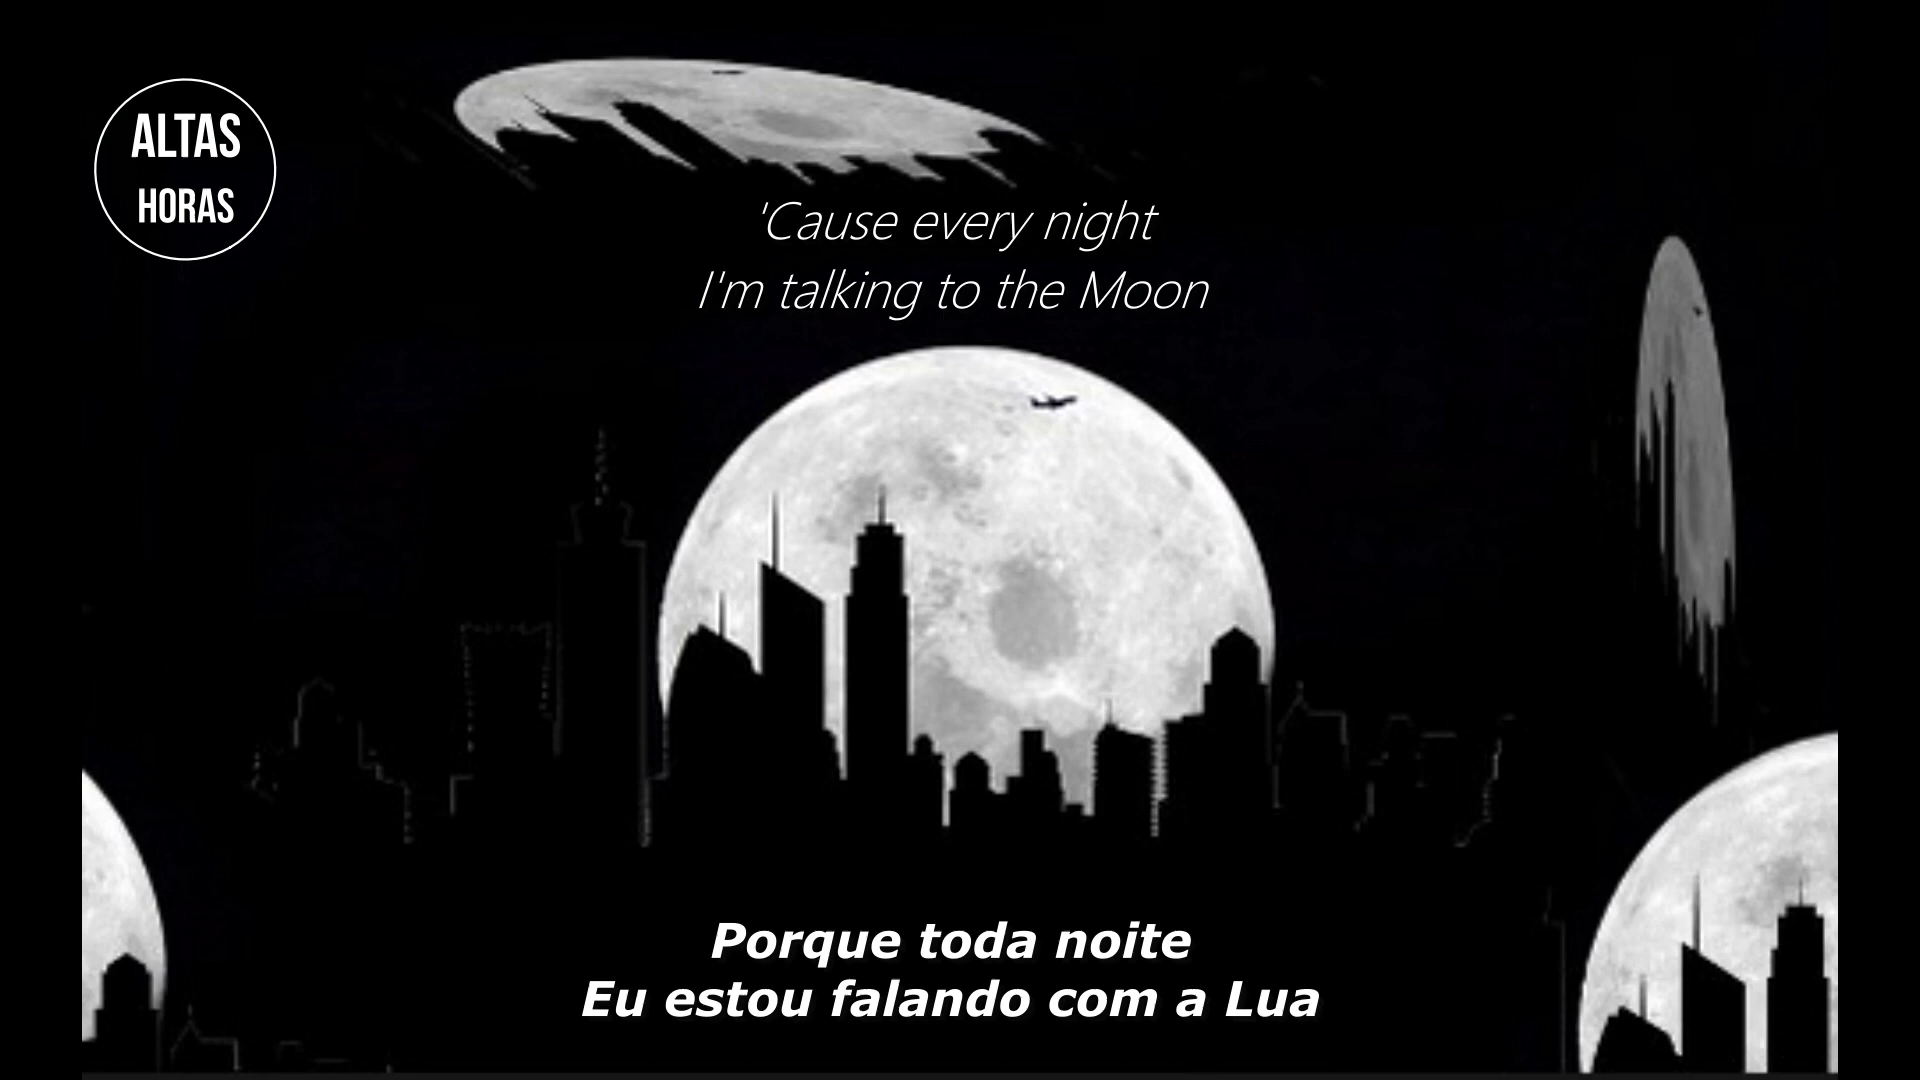 ALTAS
HORAS
'Cause every night
I'm talking to the Moon
Porque toda noite
Eu estou falando com a Lua